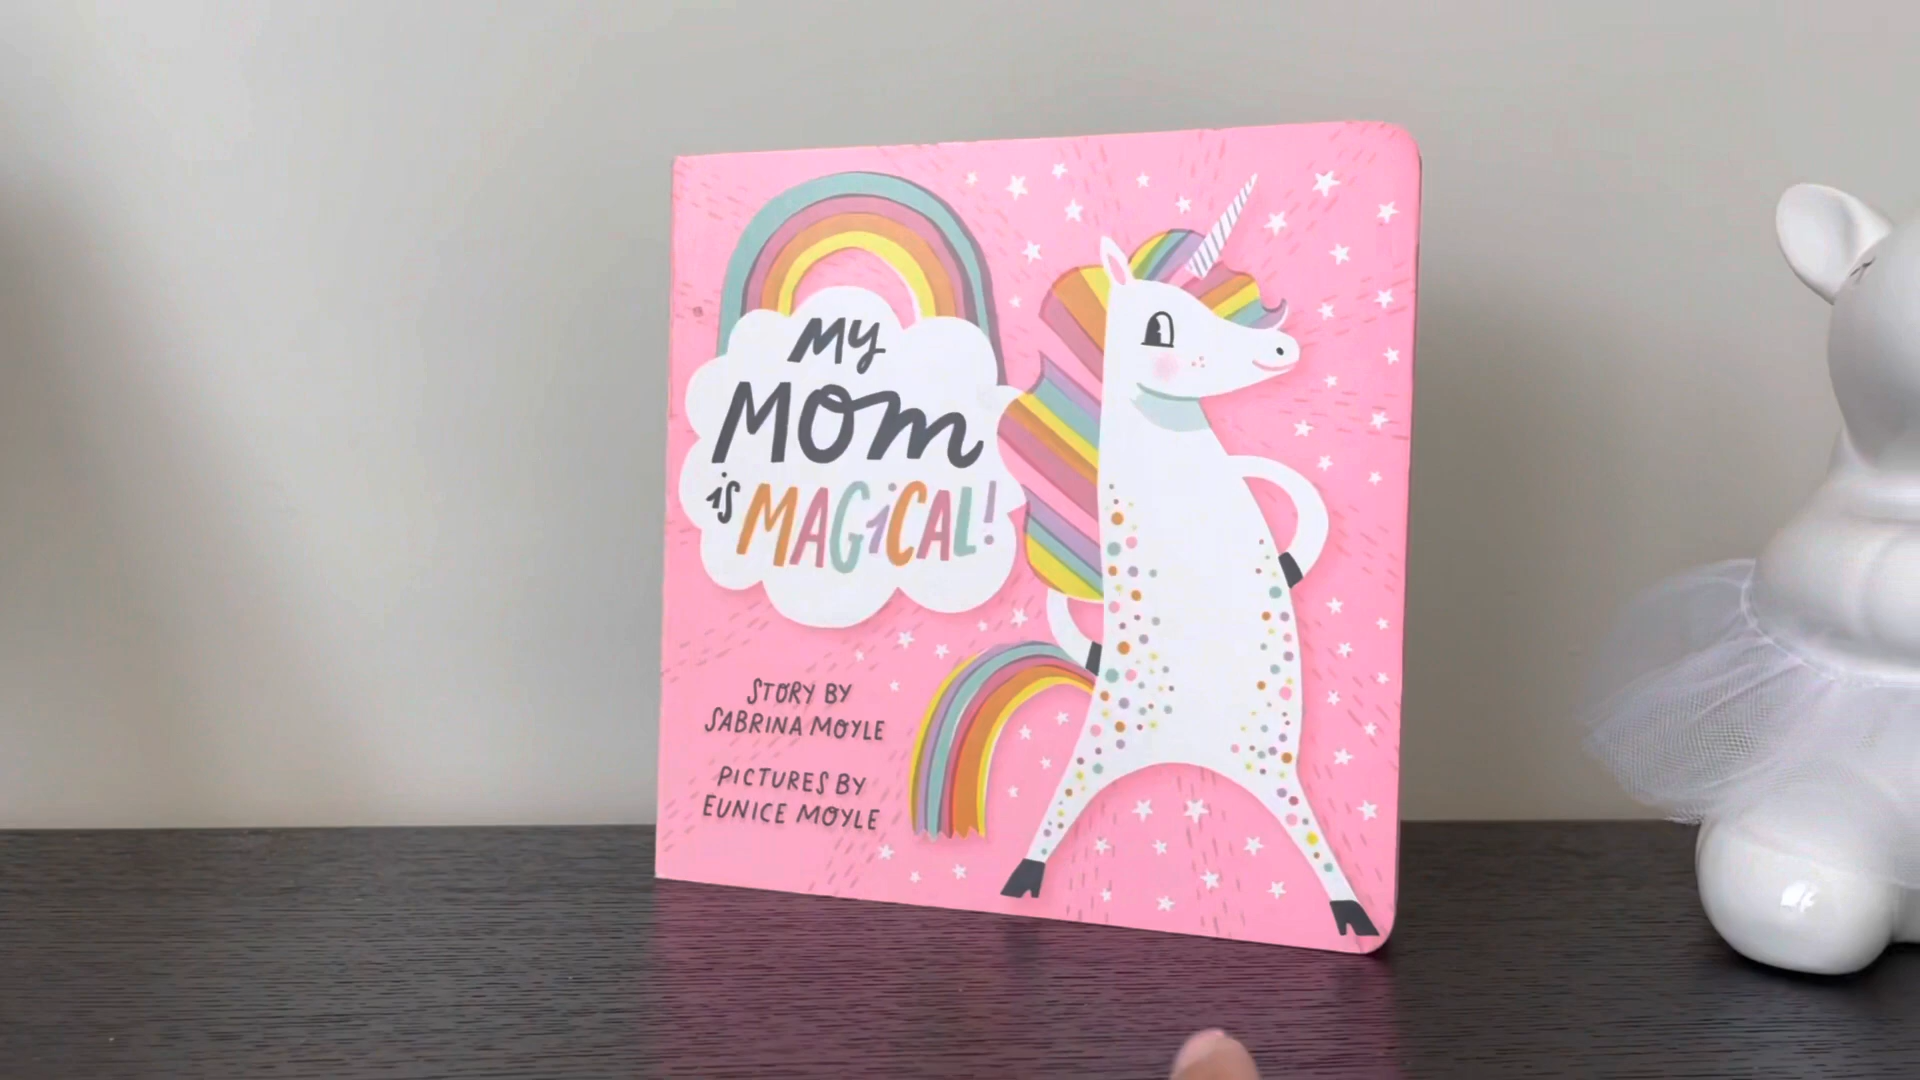 My
MOM
is MAGiCAL!
STORY BY
SABRINA MOYLE
PICTURES BY
EUNICE MOYLE